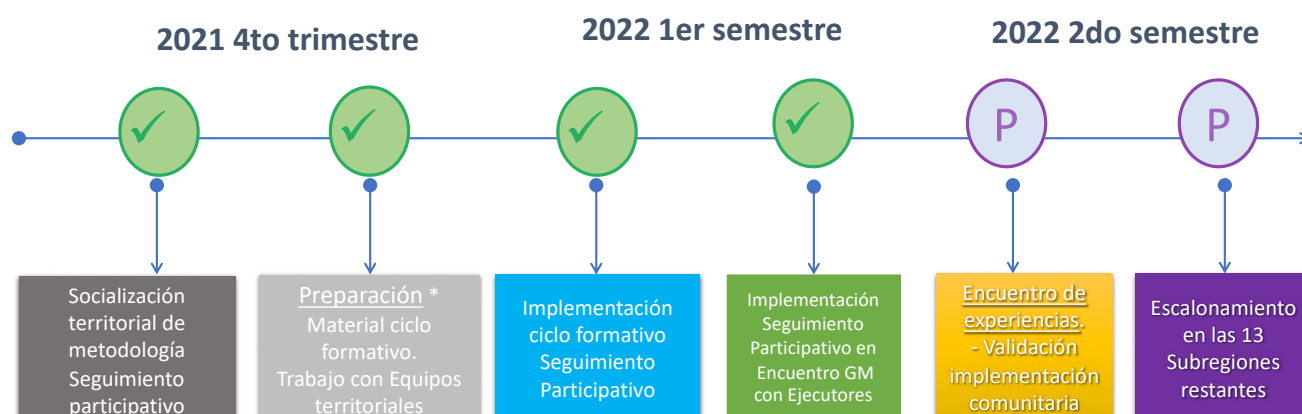 2021 4to trimestre
2022 1er semestre
2022 2do semestre
P
P
Socialización
territorial de
metodología
Seguimiento
participativo
Preparación *
Material ciclo
formativo.
Trabajo con Equipos
territoriales
Implementación
ciclo formativo
Seguimiento
Participativo
Implementación
Seguimiento
Participativo en
Encuentro GM
con Ejecutores
Encuentro de
experiencias.
- Validación
implementación
comunitaria
Escalonamiento
en las 13
Subregiones
restantes